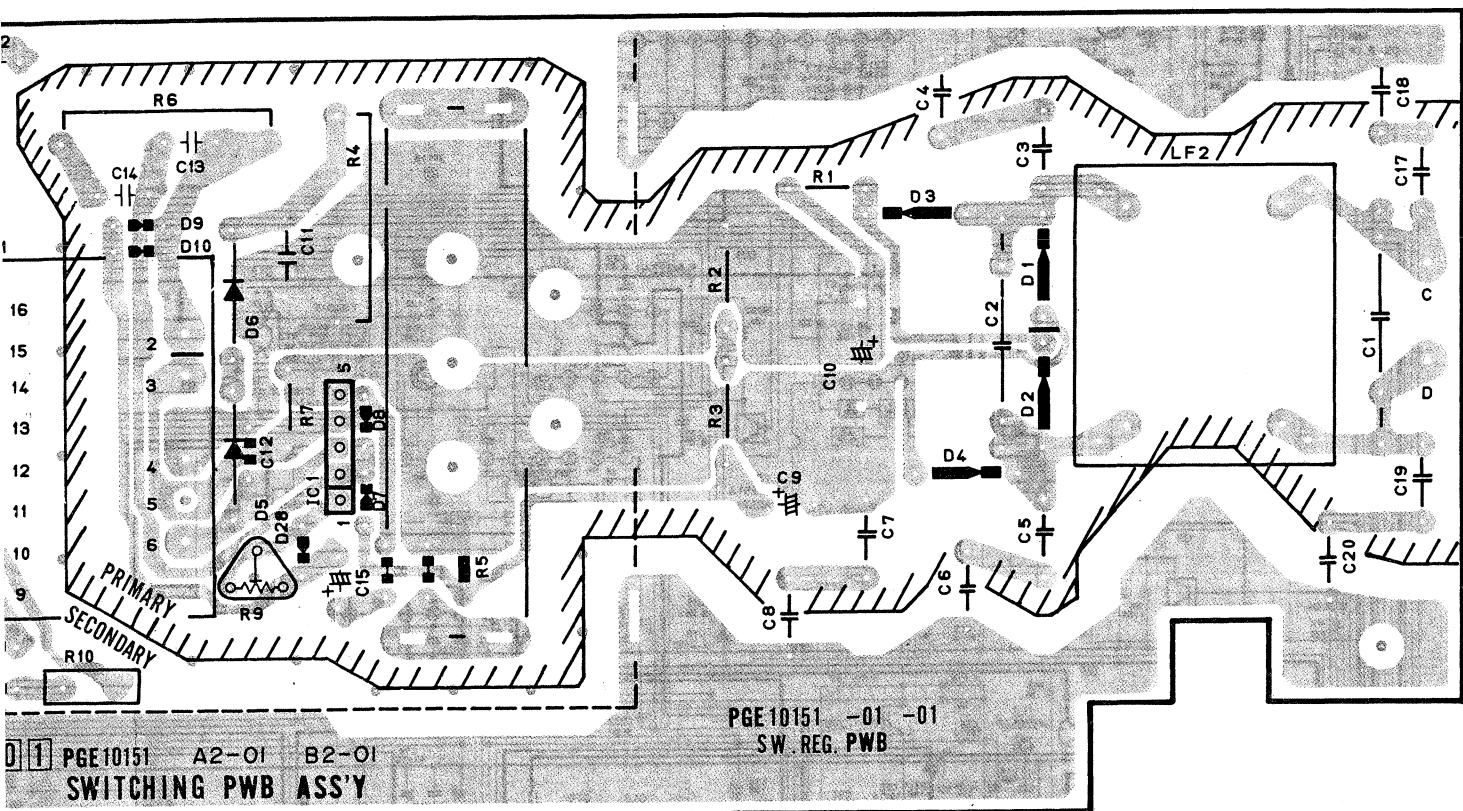 2
R6
R4
C14
C13
D9
D10
1
C11
16
15
14
13
12
11
10
9
2
3
4
5
6
D6
R7
5
IC1
1
D8
D7
C12
D5
D28
R9
C15
R5
PRIMARY
SECONDARY
R10
C4
C3
R1
D3
LF2
C18
C17
R2
D1
C2
C10
R3
D2
C1
C
D
D4
C9
C7
C5
C6
C8
C19
C20
PGE10151 -01 -01
SW.REG. PWB
1 PGE10151 A2-01 B2-01
SWITCHING PWB ASS'Y